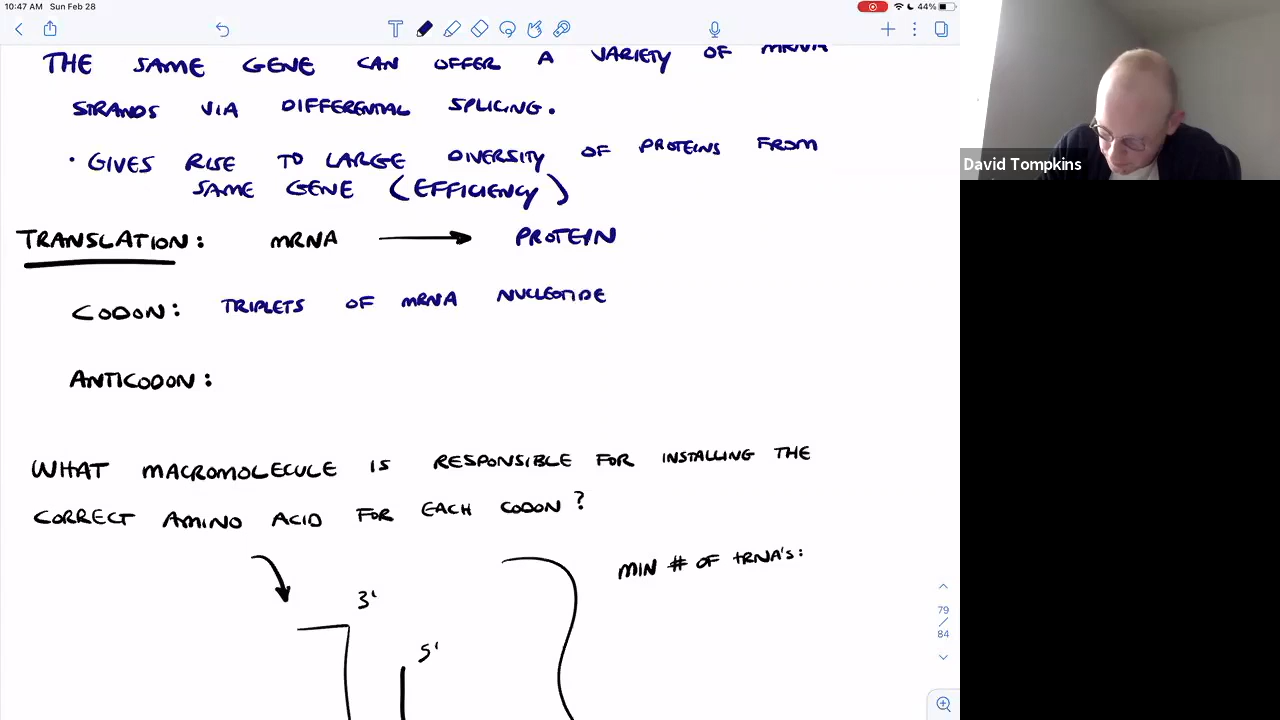 10:47 AM Sun Feb 28
44%
THE SAME GENE CAN OFFER A VARIETY OF MRNA
STRANDS VIA DIFFERENTIAL SPLICING.
• GIVES RISE TO LARGE DIVERSITY OF PROTEINS FROM
SAME GENE (EFFICIENCY)
David Tompkins
TRANSLATION: mRNA → PROTEIN
CODON: TRIPLETS OF mRNA NUCLEOTIDE
ANTICODON:
WHAT MACROMOLECULE IS RESPONSIBLE FOR INSTALLING THE
CORRECT AMINO ACID FOR EACH CODON?
MIN # OF tRNA'S:
3'
5'
79
/
84